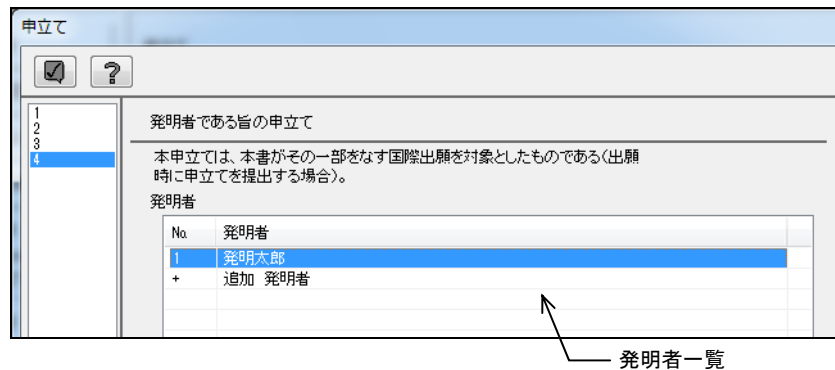 申立て
1
2
3
4
発明者である旨の申立て
本申立ては、本書がその一部をなす国際出願を対象としたものである(出願
時に申立てを提出する場合)。
発明者
No. 発明者
1 発明太郎
+ 追加 発明者
発明者一覧